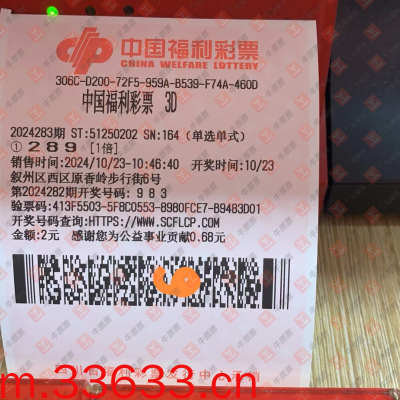 中国福利彩票
CHINA WELFARE LOTTERY
306C-D200-72F5-959A-B539-F74A-460D
中国福利彩票 3D
2024283期 ST:51250202 SN:164 (单选单式)
① 289 [1倍]
销售时间:2024/10/23-10:46:40 开奖时间:10/23
叙州区西区原香岭步行街6号
第2024282期开奖号码: 9 8 3
验票码:413F5503-5F8C0553-8980FCE7-B9483D01
开奖号码查询:HTTPS://WWW.SCFLCP.COM
金额:2元 感谢您为公益事业贡献0.68元
6
m.33633.cn